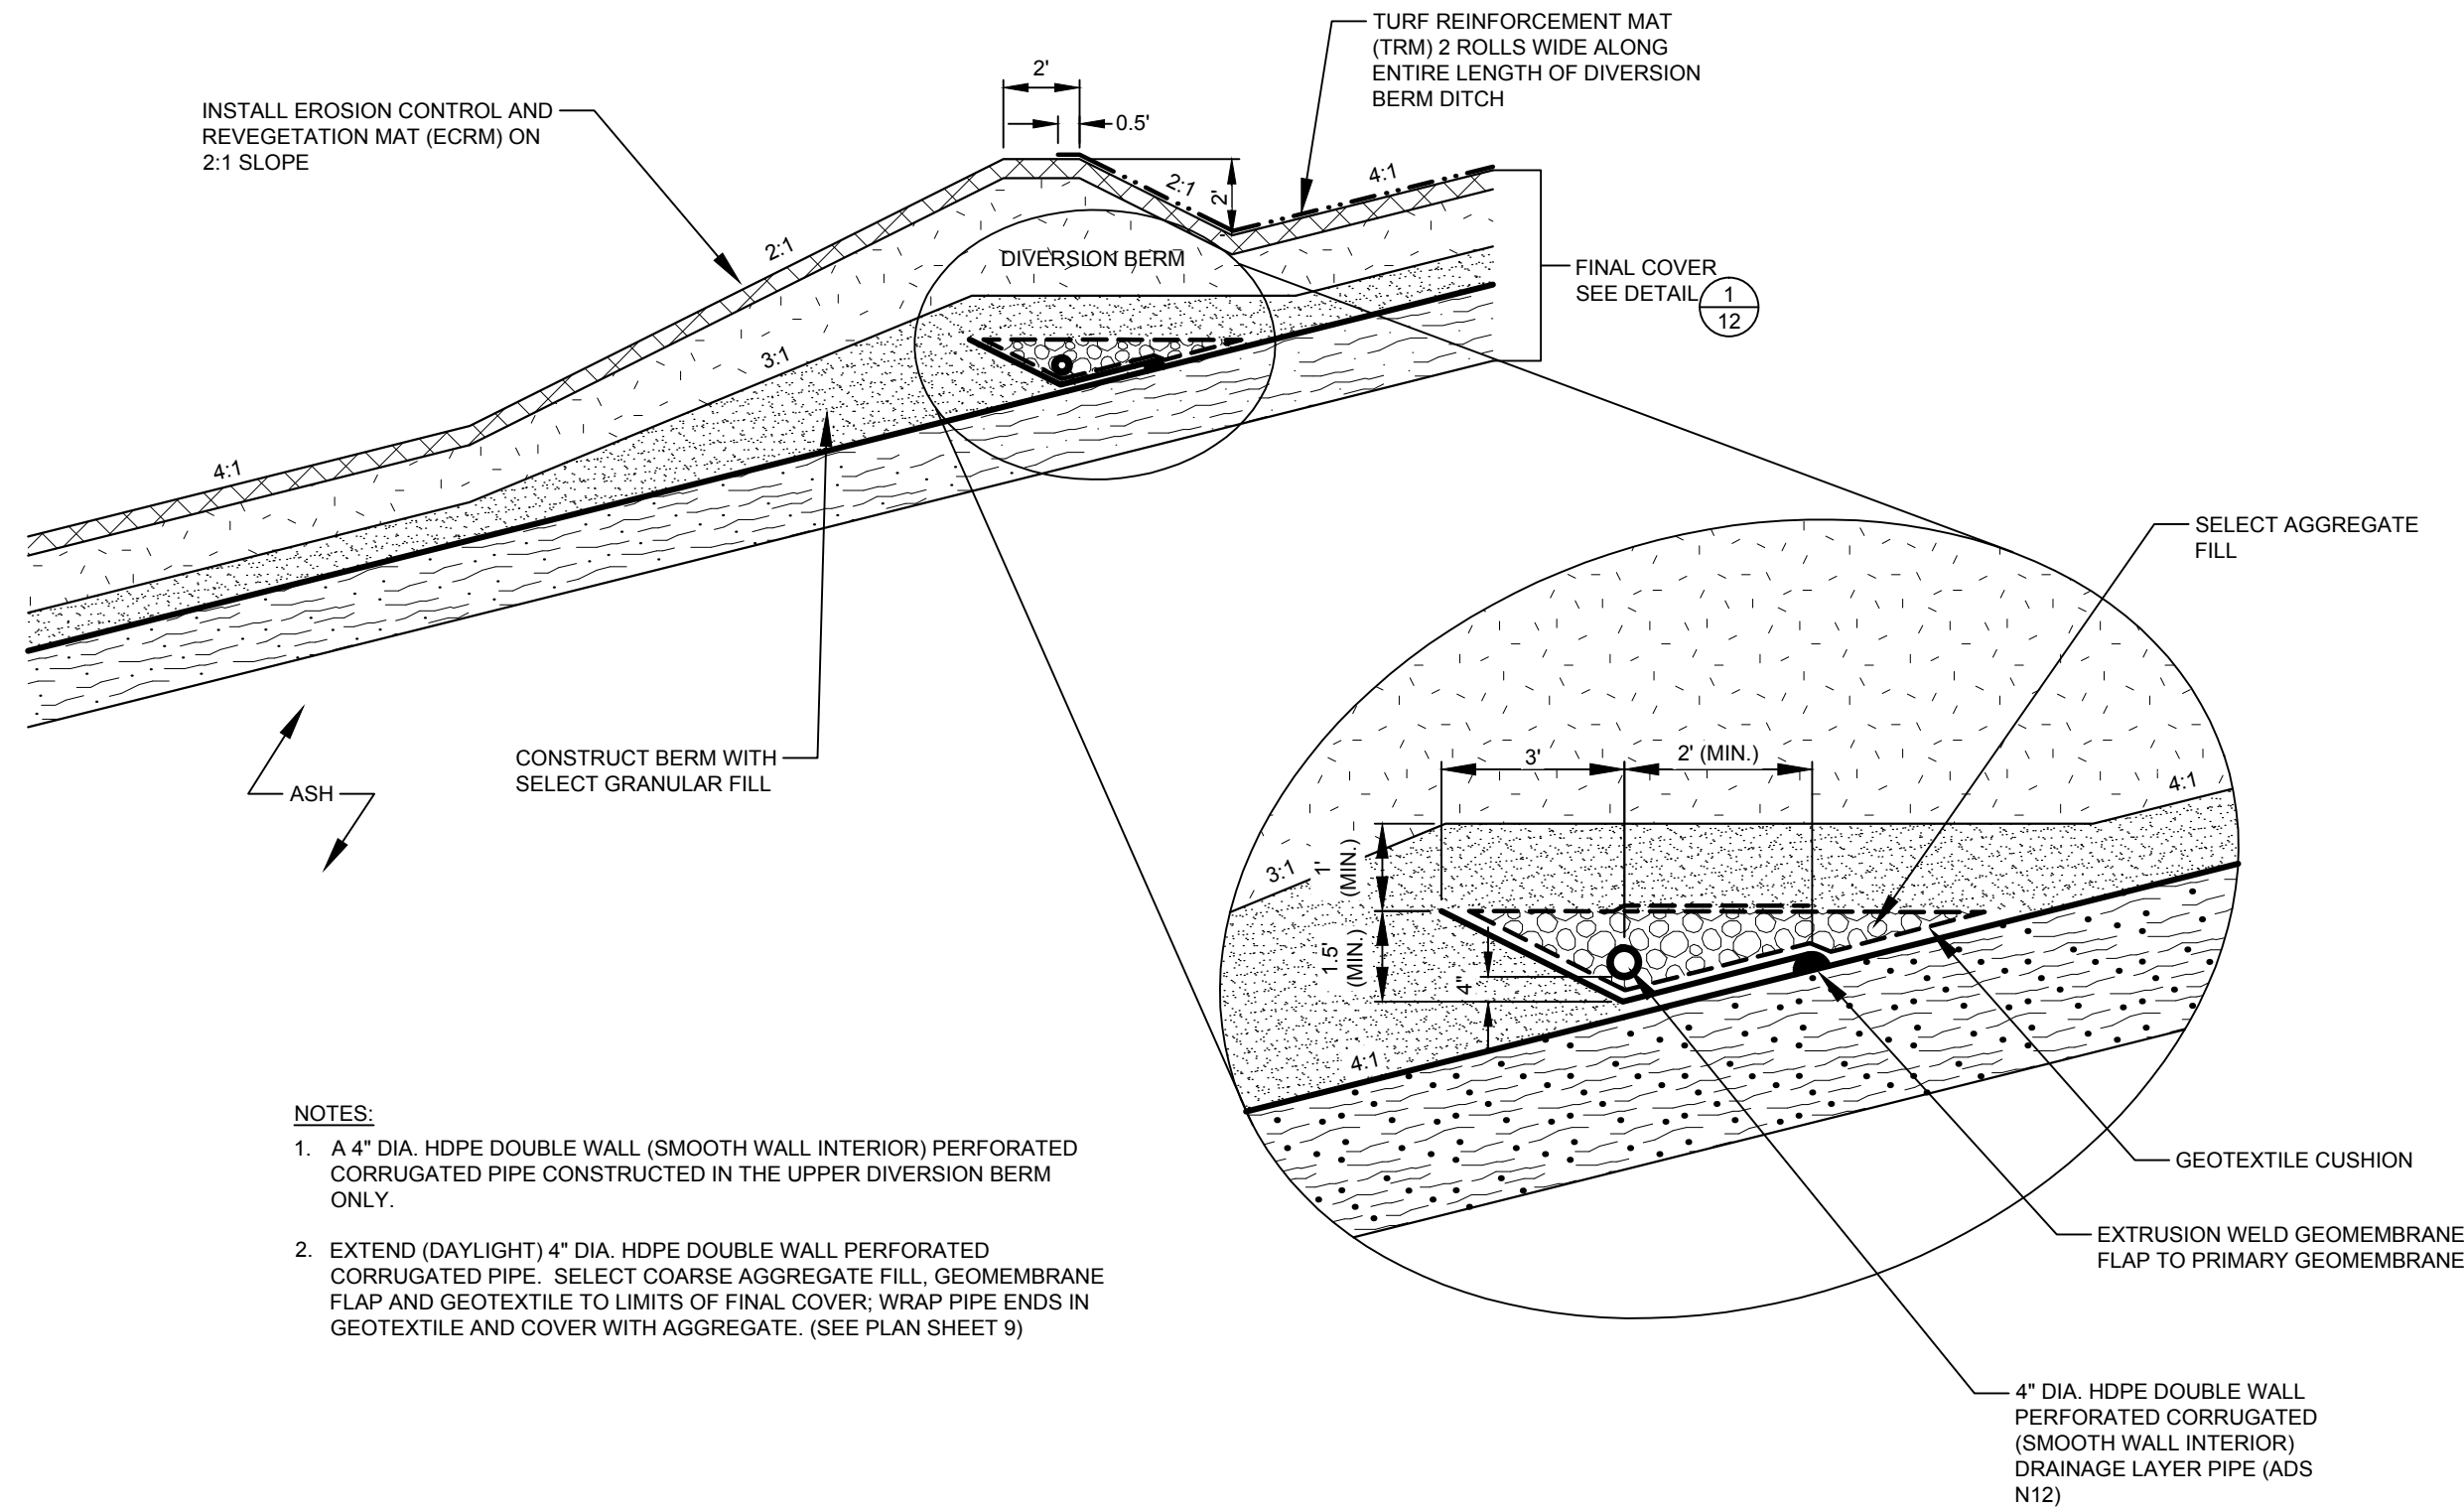 TURF REINFORCEMENT MAT
(TRM) 2 ROLLS WIDE ALONG
ENTIRE LENGTH OF DIVERSION
BERM DITCH
2'
0.5'
INSTALL EROSION CONTROL AND
REVEGETATION MAT (ECRM) ON
2:1 SLOPE
2:1
2'
4:1
2:1
DIVERSION BERM
FINAL COVER
SEE DETAIL
1
12
3:1
4:1
CONSTRUCT BERM WITH
SELECT GRANULAR FILL
ASH
SELECT AGGREGATE
FILL
3'
2' (MIN.)
4:1
3:1
1'
(MIN.)
1.5'
(MIN.)
4"
4:1
GEOTEXTILE CUSHION
EXTRUSION WELD GEOMEMBRANE
FLAP TO PRIMARY GEOMEMBRANE
4" DIA. HDPE DOUBLE WALL
PERFORATED CORRUGATED
(SMOOTH WALL INTERIOR)
DRAINAGE LAYER PIPE (ADS
N12)
NOTES:
1. A 4" DIA. HDPE DOUBLE WALL (SMOOTH WALL INTERIOR) PERFORATED
CORRUGATED PIPE CONSTRUCTED IN THE UPPER DIVERSION BERM
ONLY.
2. EXTEND (DAYLIGHT) 4" DIA. HDPE DOUBLE WALL PERFORATED
CORRUGATED PIPE. SELECT COARSE AGGREGATE FILL, GEOMEMBRANE
FLAP AND GEOTEXTILE TO LIMITS OF FINAL COVER; WRAP PIPE ENDS IN
GEOTEXTILE AND COVER WITH AGGREGATE. (SEE PLAN SHEET 9)